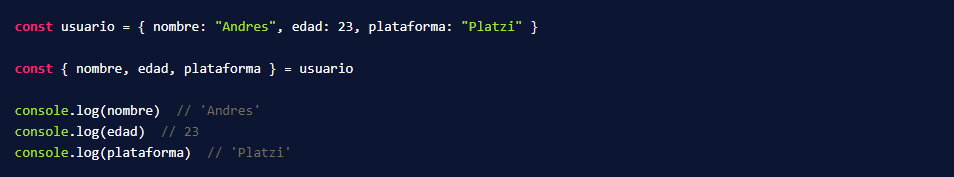 const usuario = { nombre: "Andres", edad: 23, plataforma: "Platzi" }
const { nombre, edad, plataforma } = usuario
console.log(nombre)  // 'Andres'
console.log(edad)  // 23
console.log(plataforma)  // 'Platzi'